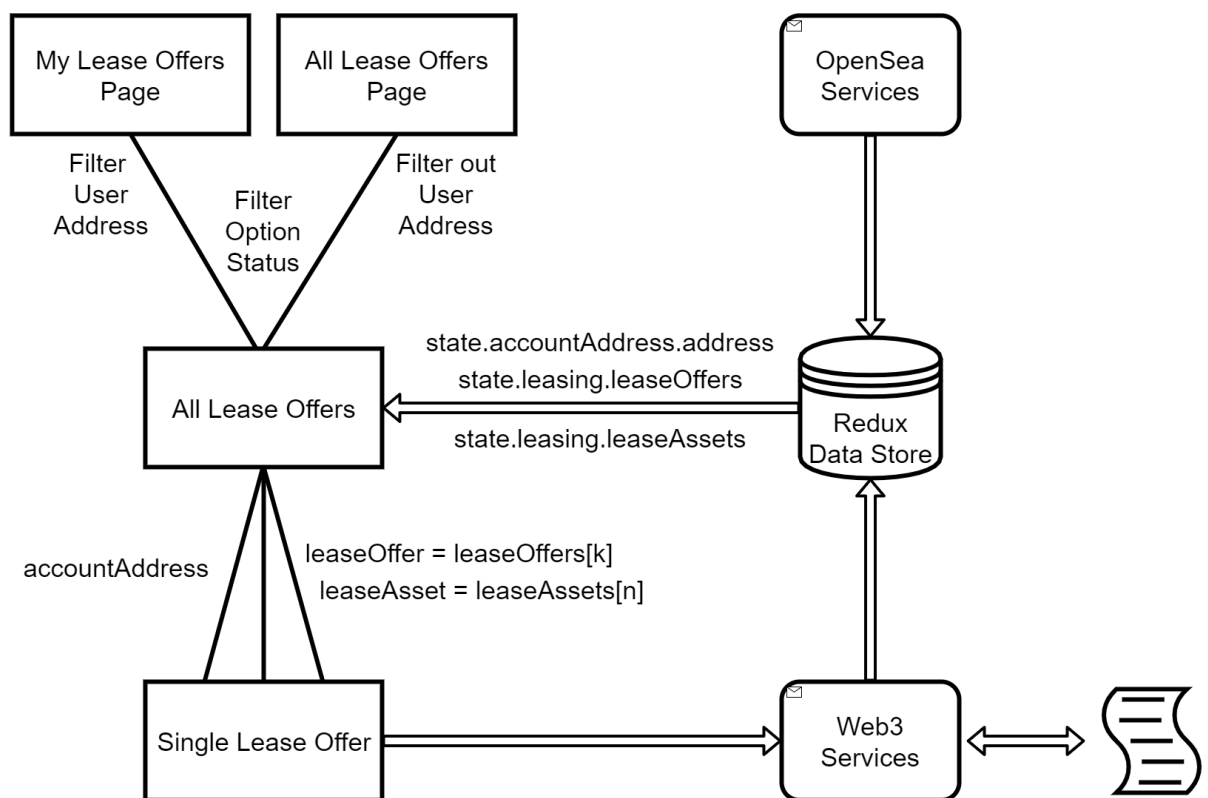 My Lease Offers
Page
All Lease Offers
Page
OpenSea
Services
Filter
User
Address
Filter
Option
Status
Filter out
User
Address
state.accountAddress.address
state.leasing.leaseOffers
state.leasing.leaseAssets
All Lease Offers
Redux
Data Store
accountAddress
leaseOffer = leaseOffers[k]
leaseAsset = leaseAssets[n]
Single Lease Offer
Web3
Services